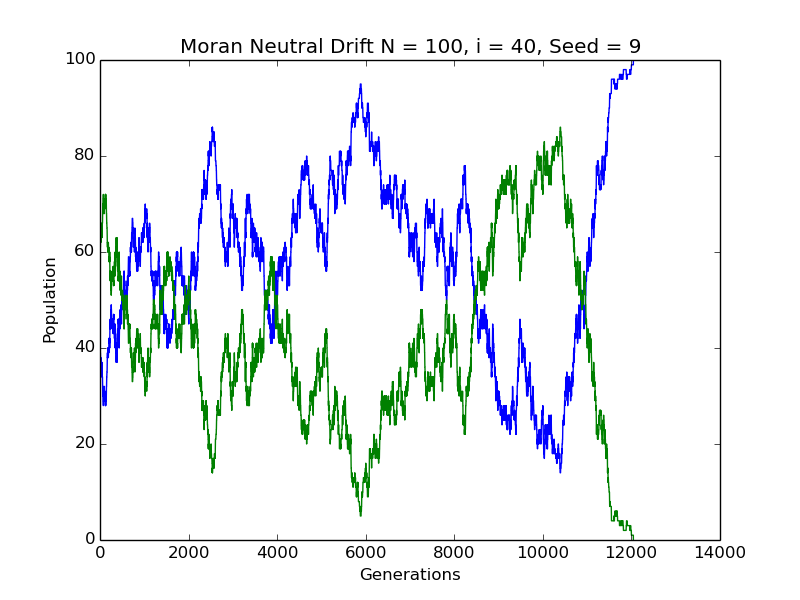 Moran Neutral Drift N = 100, i = 40, Seed = 9
100
80
60
40
20
0
Population
0 2000 4000 6000 8000 10000 12000 14000
Generations